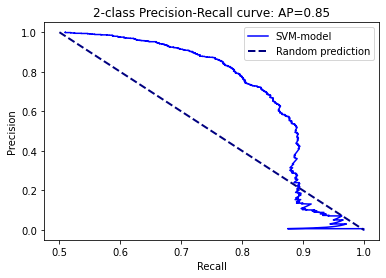 2-class Precision-Recall curve: AP=0.85
SVM-model
Random prediction
Precision
1.0
0.8
0.6
0.4
0.2
0.0
0.5 0.6 0.7 0.8 0.9 1.0
Recall